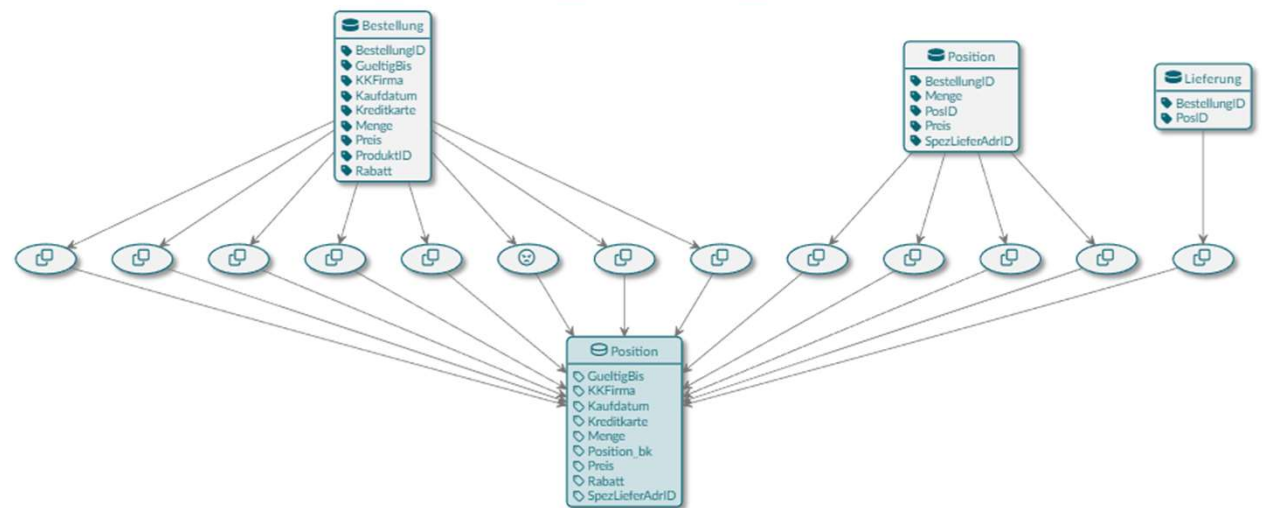 Bestellung
BestellungID
GueltigBis
KKFirma
Kaufdatum
Kreditkarte
Menge
Preis
ProduktID
Rabatt
Position
BestellungID
Menge
PosID
Preis
SpezLieferAdrID
Lieferung
BestellungID
PosID
Position
GueltigBis
KKFirma
Kaufdatum
Kreditkarte
Menge
Position_bk
Preis
Rabatt
SpezLieferAdrID